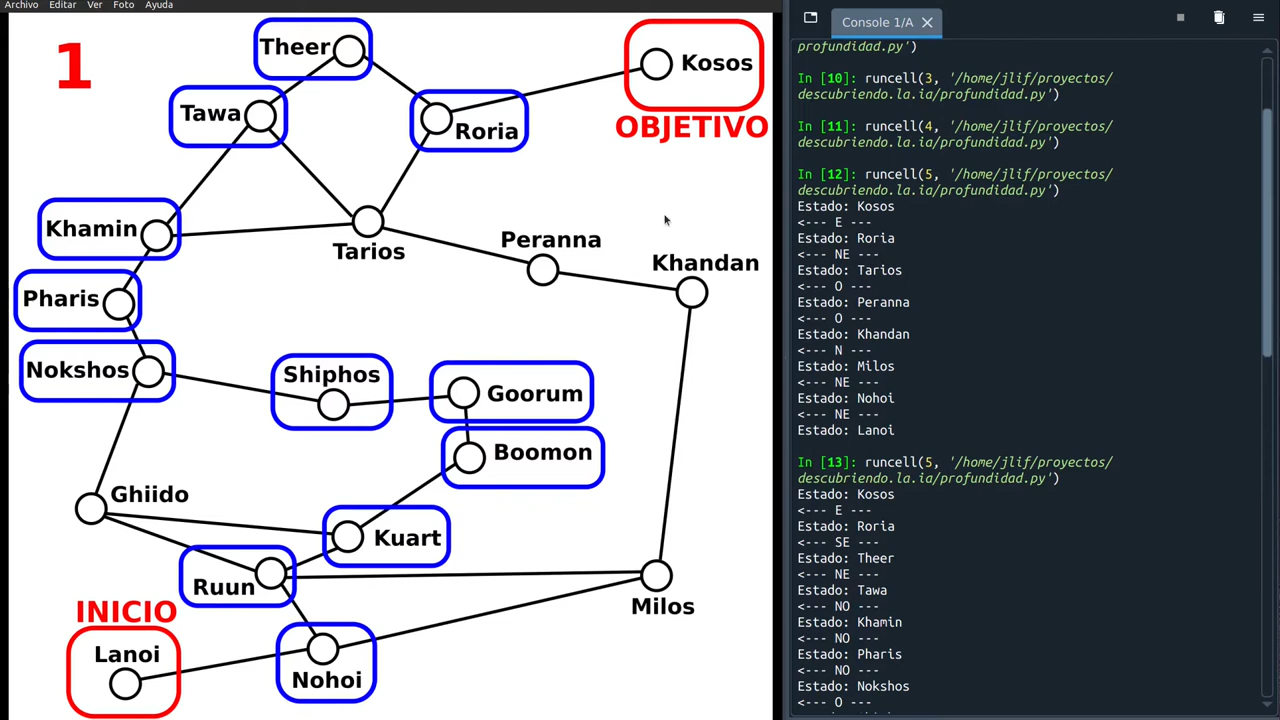 Archivo Editar Ver Foto Ayuda
1
Theer
Kosos
OBJETIVO
Tawa
Roria
Khamin
Tarios
Peranna
Khandan
Pharis
Nokshos
Shiphos
Goorum
Boomon
Ghiido
Kuart
Ruun
Milos
INICIO
Lanoi
Nohoi
Console 1/A
profundidad.py')
In [10]: runcell(3, '/home/jlif/proyectos/
descubriendo.la.ia/profundidad.py')
In [11]: runcell(4, '/home/jlif/proyectos/
descubriendo.la.ia/profundidad.py')
In [12]: runcell(5, '/home/jlif/proyectos/
descubriendo.la.ia/profundidad.py')
Estado: Kosos
<--- E ---
Estado: Roria
<--- NE ---
Estado: Tarios
<--- O ---
Estado: Peranna
<--- O ---
Estado: Khandan
<--- N ---
Estado: Milos
<--- NE ---
Estado: Nohoi
<--- NE ---
Estado: Lanoi
In [13]: runcell(5, '/home/jlif/proyectos/
descubriendo.la.ia/profundidad.py')
Estado: Kosos
<--- E ---
Estado: Roria
<--- SE ---
Estado: Theer
<--- NE ---
Estado: Tawa
<--- NO ---
Estado: Khamin
<--- NO ---
Estado: Pharis
<--- NO ---
Estado: Nokshos
<--- O ---